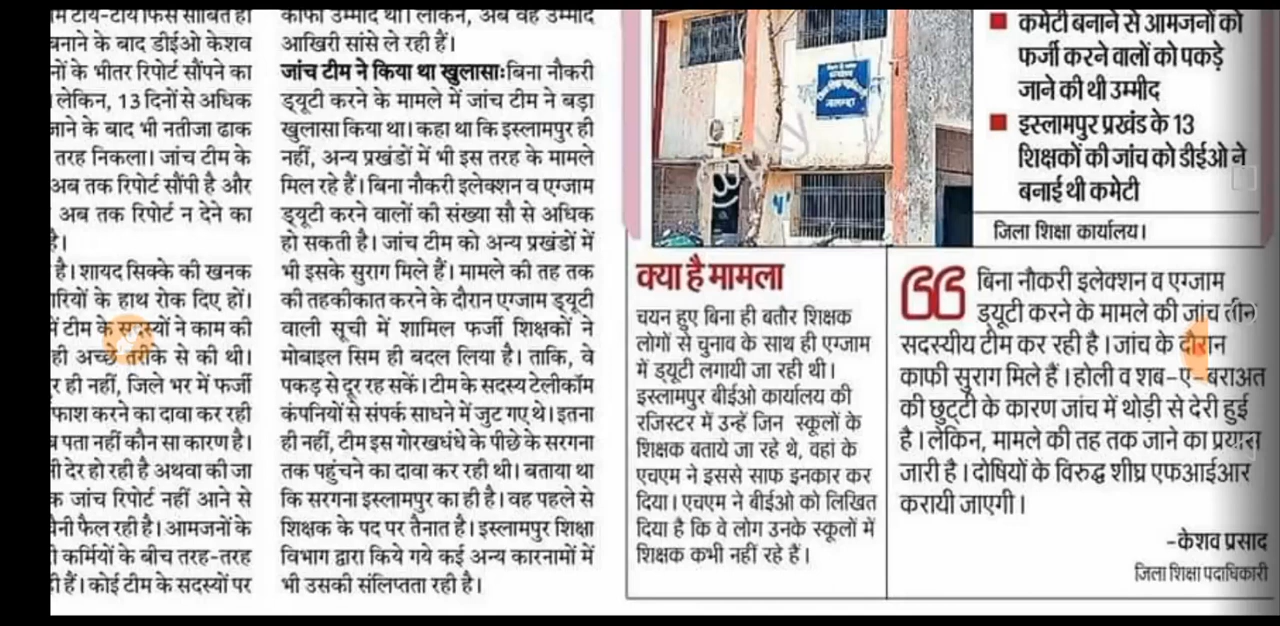 बनाने के बाद डीईओ केशव
नों के भीतर रिपोर्ट सौंपने का
लेकिन, 13 दिनों से अधिक
जाने के बाद भी नतीजा ढाक
तरह निकला। जांच टीम के
अब तक रिपोर्ट सौंपी है और
अब तक रिपोर्ट न देने का
है।
है। शायद सिक्के की खनक
रियों के हाथ रोक दिए हों।
में टीम के सदस्यों ने काम की
ही अच्छे तरीके से की थी।
र ही नहीं, जिले भर में फर्जी
फाश करने का दावा कर रही
पता नहीं कौन सा कारण है।
नी देर हो रही है अथवा की जा
क जांच रिपोर्ट नहीं आने से
वैनी फैल रही है। आमजनों के
कर्मियों के बीच तरह-तरह
ही हैं। कोई टीम के सदस्यों पर
काफी उम्मीद थी। लेकिन, अब वह उम्मीद
आखिरी सांसे ले रही हैं।
जांच टीम ने किया था खुलासाः बिना नौकरी
ड्यूटी करने के मामले में जांच टीम ने बड़ा
खुलासा किया था। कहा था कि इस्लामपुर ही
नहीं, अन्य प्रखंडों में भी इस तरह के मामले
मिल रहे हैं। बिना नौकरी इलेक्शन व एग्जाम
ड्यूटी करने वालों की संख्या सौ से अधिक
हो सकती है। जांच टीम को अन्य प्रखंडों में
भी इसके सुराग मिले हैं। मामले की तह तक
की तहकीकात करने के दौरान एग्जाम ड्यूटी
वाली सूची में शामिल फर्जी शिक्षकों ने
मोबाइल सिम ही बदल लिया है। ताकि, वे
पकड़ से दूर रह सकें। टीम के सदस्य टेलीकॉम
कंपनियों से संपर्क साधने में जुट गए थे। इतना
ही नहीं, टीम इस गोरखधंधे के पीछे के सरगना
तक पहुंचने का दावा कर रही थी। बताया था
कि सरगना इस्लामपुर का ही है। वह पहले से
शिक्षक के पद पर तैनात है। इस्लामपुर शिक्षा
विभाग द्वारा किये गये कई अन्य कारनामों में
भी उसकी संलिप्तता रही है।
कमेटी बनाने से आमजनों को
फर्जी करने वालों को पकड़े
जाने की थी उम्मीद
इस्लामपुर प्रखंड के 13
शिक्षकों की जांच को डीईओ ने
बनाई थी कमेटी
जिला शिक्षा कार्यालय।
क्या है मामला
चयन हुए बिना ही बतौर शिक्षक
लोगों से चुनाव के साथ ही एग्जाम
में ड्यूटी लगायी जा रही थी।
इस्लामपुर बीईओ कार्यालय की
रजिस्टर में उन्हें जिन स्कूलों के
शिक्षक बताये जा रहे थे, वहां के
एचएम ने इससे साफ इनकार कर
दिया। एचएम ने बीईओ को लिखित
दिया है कि वे लोग उनके स्कूलों में
शिक्षक कभी नहीं रहे हैं।
बिना नौकरी इलेक्शन व एग्जाम
ड्यूटी करने के मामले की जांच तीन
सदस्यीय टीम कर रही है। जांच के दौरान
काफी सुराग मिले हैं। होली व शब-ए-बराअत
की छुट्टी के कारण जांच में थोड़ी से देरी हुई
है। लेकिन, मामले की तह तक जाने का प्रयास
जारी है। दोषियों के विरुद्ध शीघ्र एफआईआर
करायी जाएगी।
-केशव प्रसाद
जिला शिक्षा पदाधिकारी